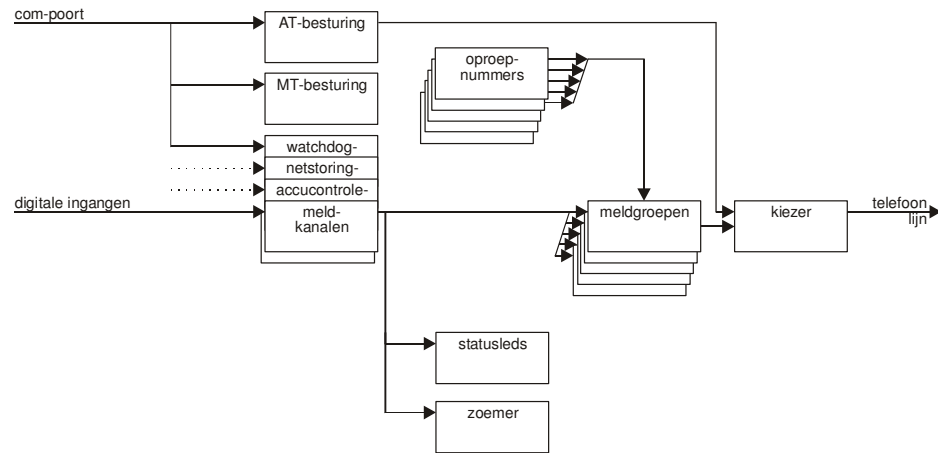 com-poort
AT-besturing
oproep-
nummers
MT-besturing
watchdog-
netstoring-
accucontrole-
digitale ingangen
meld-
kanalen
meldgroepen
kiezer
telefoon
lijn
statusleds
zoemer